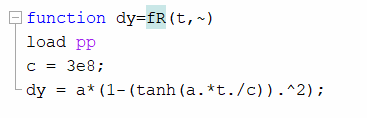 function dy=fR(t,~)
load pp
c = 3e8;
dy = a*(1-(tanh(a.*t./c)).^2);